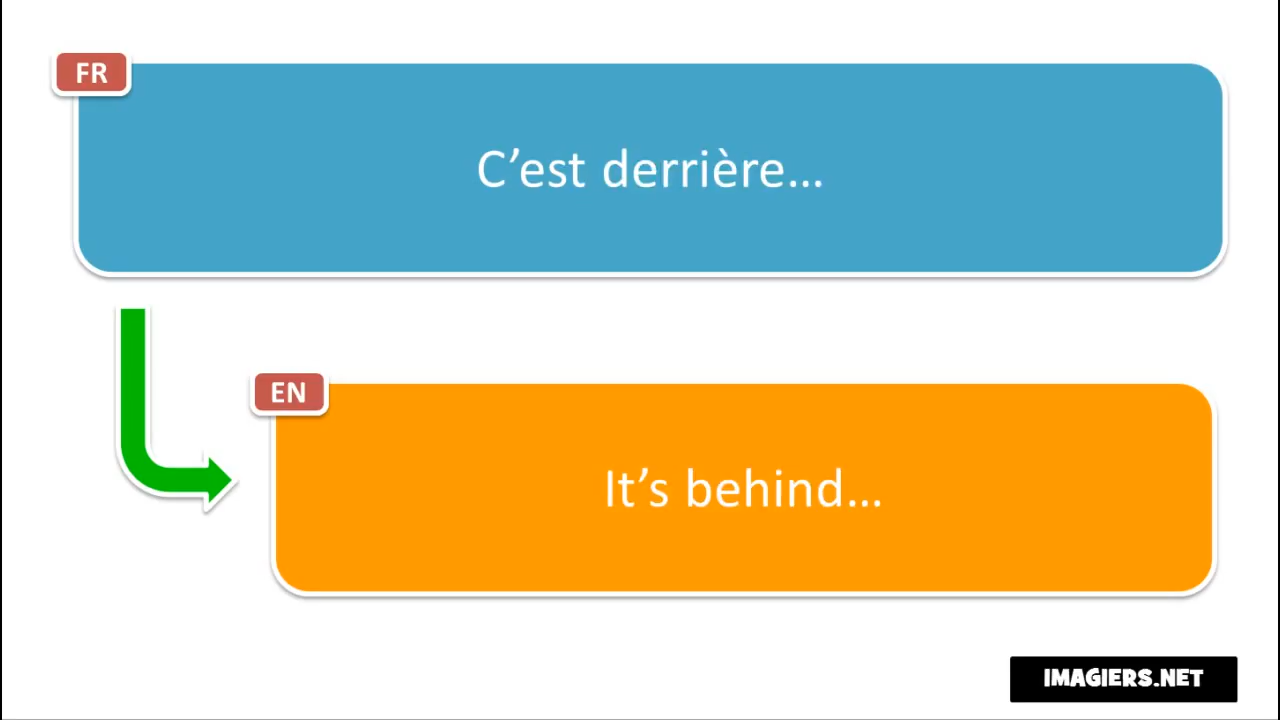 FR
C’est derrière…
EN
It’s behind…
IMAGIERS.NET